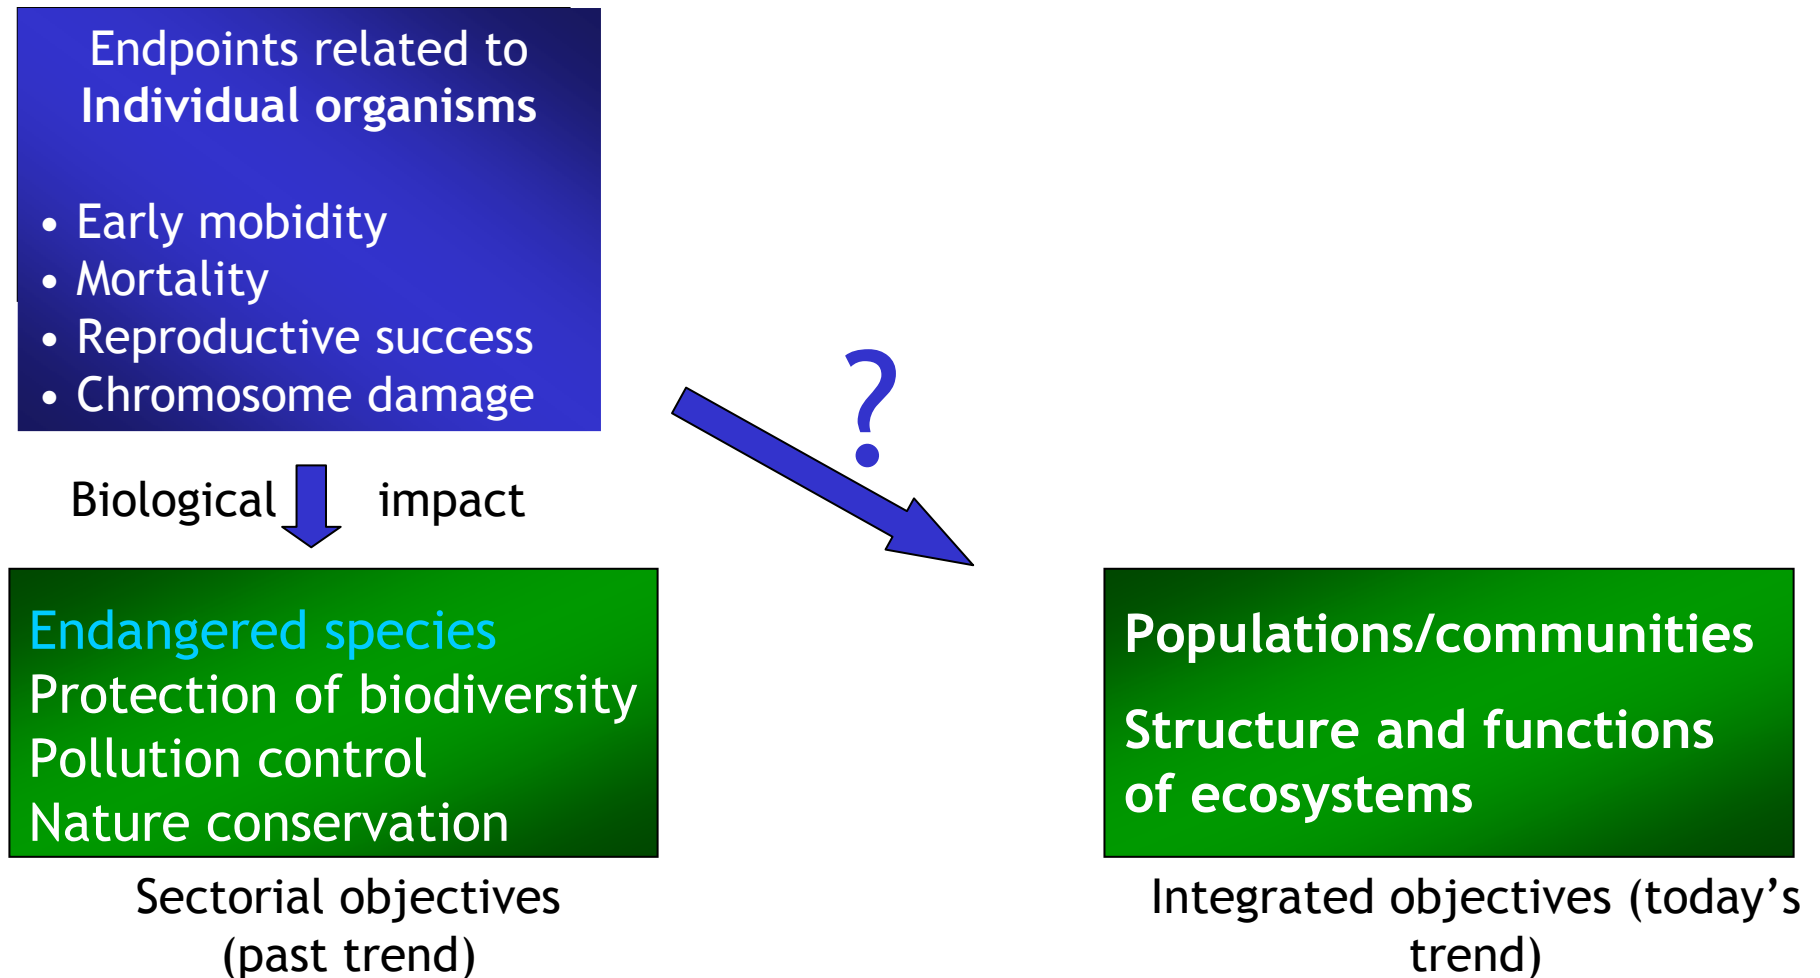 Endpoints related to
Individual organisms
• Early mobidity
• Mortality
• Reproductive success
• Chromosome damage
?
Biological impact
Endangered species
Protection of biodiversity
Pollution control
Nature conservation
Sectorial objectives
(past trend)
Populations/communities
Structure and functions
of ecosystems
Integrated objectives (today’s
trend)